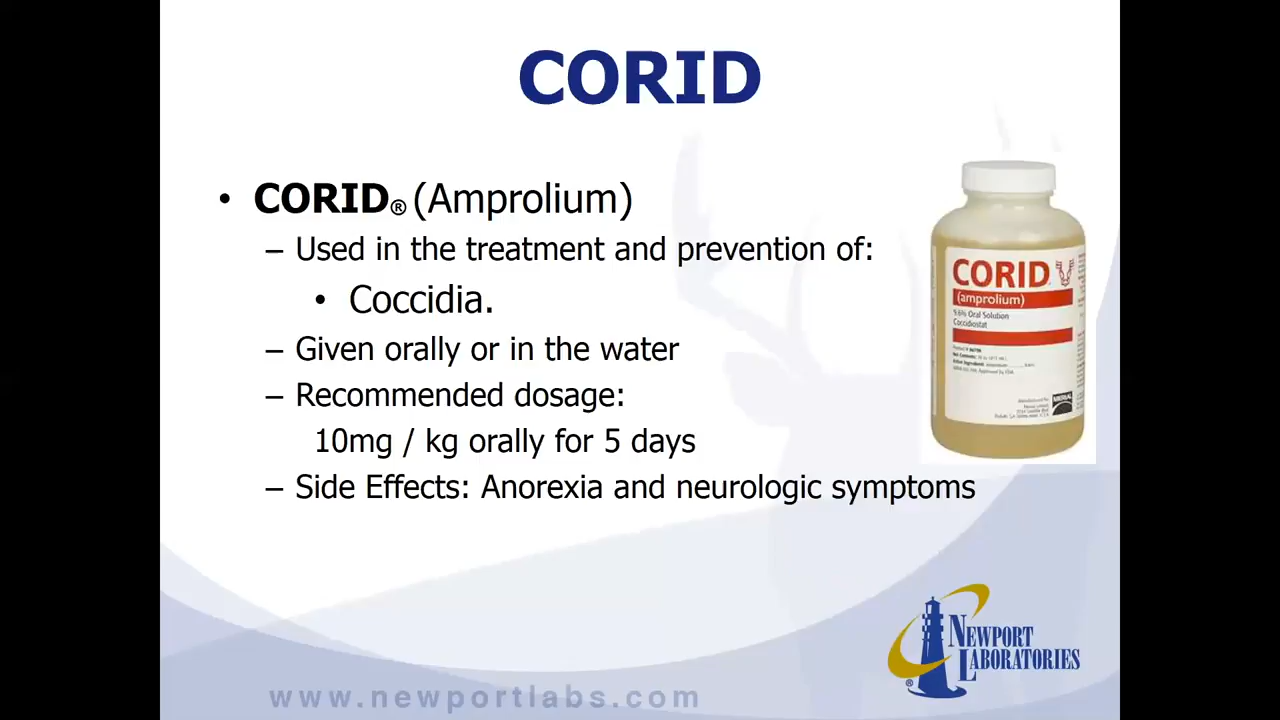 CORID
• CORID® (Amprolium)
– Used in the treatment and prevention of:
• Coccidia.
– Given orally or in the water
– Recommended dosage:
10mg / kg orally for 5 days
– Side Effects: Anorexia and neurologic symptoms
CORID
(amprolium)
9.6% Oral Solution
Coccidiostat
MERIAL
NEWPORT
LABORATORIES
®
www.newportlabs.com